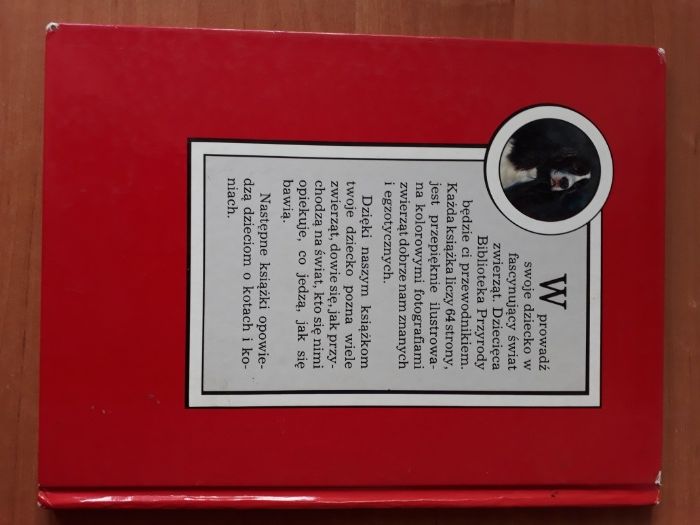 Wprowadź
swoje dziecko w
fascynujący świat
zwierząt. Dziecięca
Biblioteka Przyrody
będzie ci przewodnikiem.
Każda książka liczy 64 strony,
jest przepięknie ilustrowa-
na kolorowymi fotografiami
zwierząt dobrze nam znanych
i egzotycznych.
Dzięki naszym książkom
twoje dziecko pozna wiele
zwierząt, dowie się, jak przy-
chodzą na świat, kto się nimi
opiekuje, co jedzą, jak się
bawią.
Następne książki opowie-
dzą dzieciom o kotach i ko-
niach.